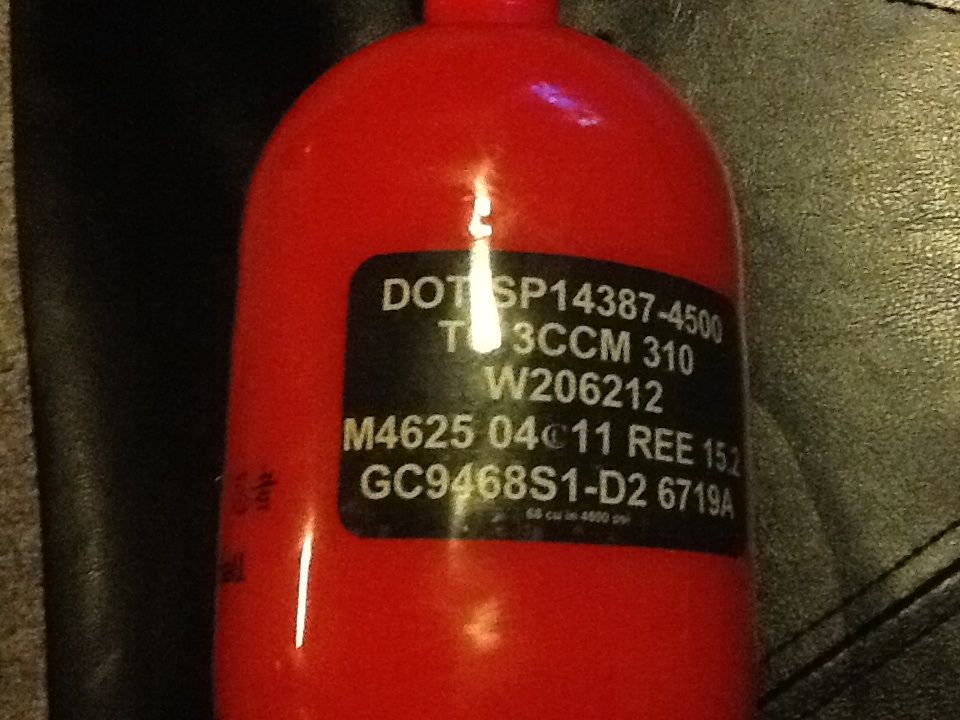 DOT-SP14387-4500
TC 3CCM 310
W206212
M4625 04 11 REE 15.2
GC9468S1-D2 6719A
68 cu in 4500 psi